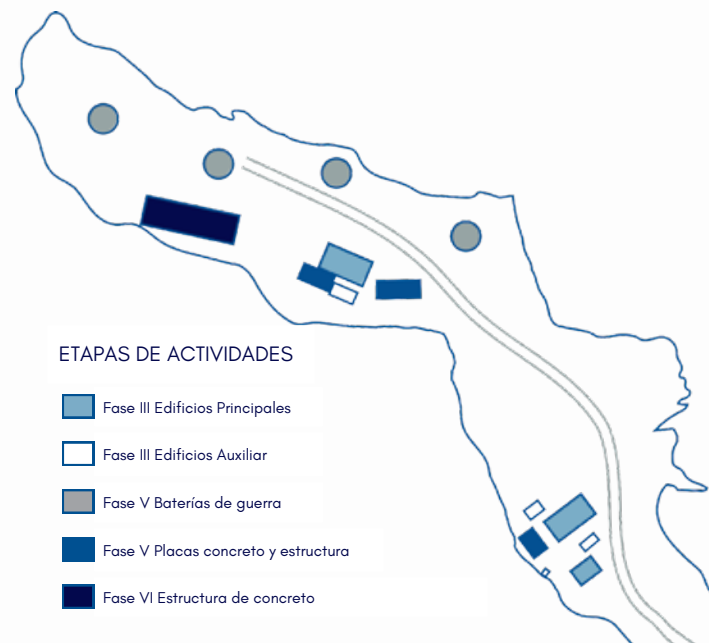 ETAPAS DE ACTIVIDADES
Fase III Edificios Principales
Fase III Edificios Auxiliar
Fase V Baterías de guerra
Fase V Placas concreto y estructura
Fase VI Estructura de concreto